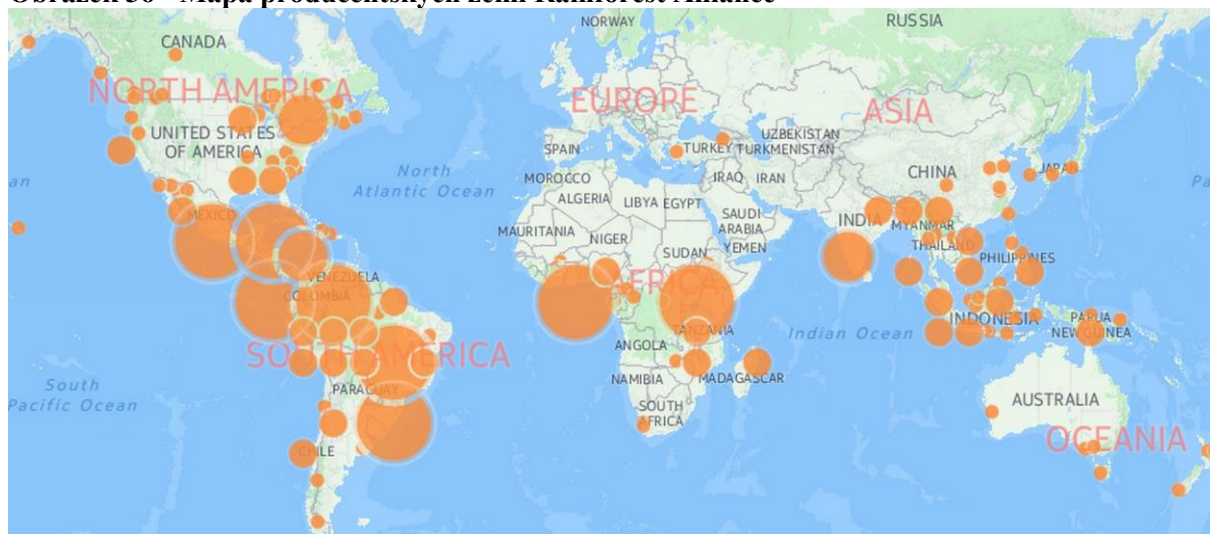 Obrázek 30 - Mapa producentských zemí Rainforest Alliance
NORWAY
RUSSIA
CANADA
NORTH AMERICA
EUROPE
ASIA
UNITED STATES
OF AMERICA
UZBEKISTAN
SPAIN
TURKEY
TURKMENISTAN
North
Atlantic Ocean
MOROCCO
IRAQ
IRAN
CHINA
JAPAN
ALGERIA
LIBYA
EGYPT
MEXICO
SAUDI
ARABIA
INDIA
MYANMAR
MAURITANIA
NIGER
SUDAN
YEMEN
THAILAND
PHILIPPINES
VENEZUELA
AFRICA
COLOMBIA
INDONESIA
PAPUA
NEW GUINEA
TANZANIA
Indian Ocean
ANGOLA
SOUTH AMERICA
NAMIBIA
MADAGASCAR
South
Pacific Ocean
PARAGUAY
SOUTH
AFRICA
AUSTRALIA
OCEANIA
CHILE